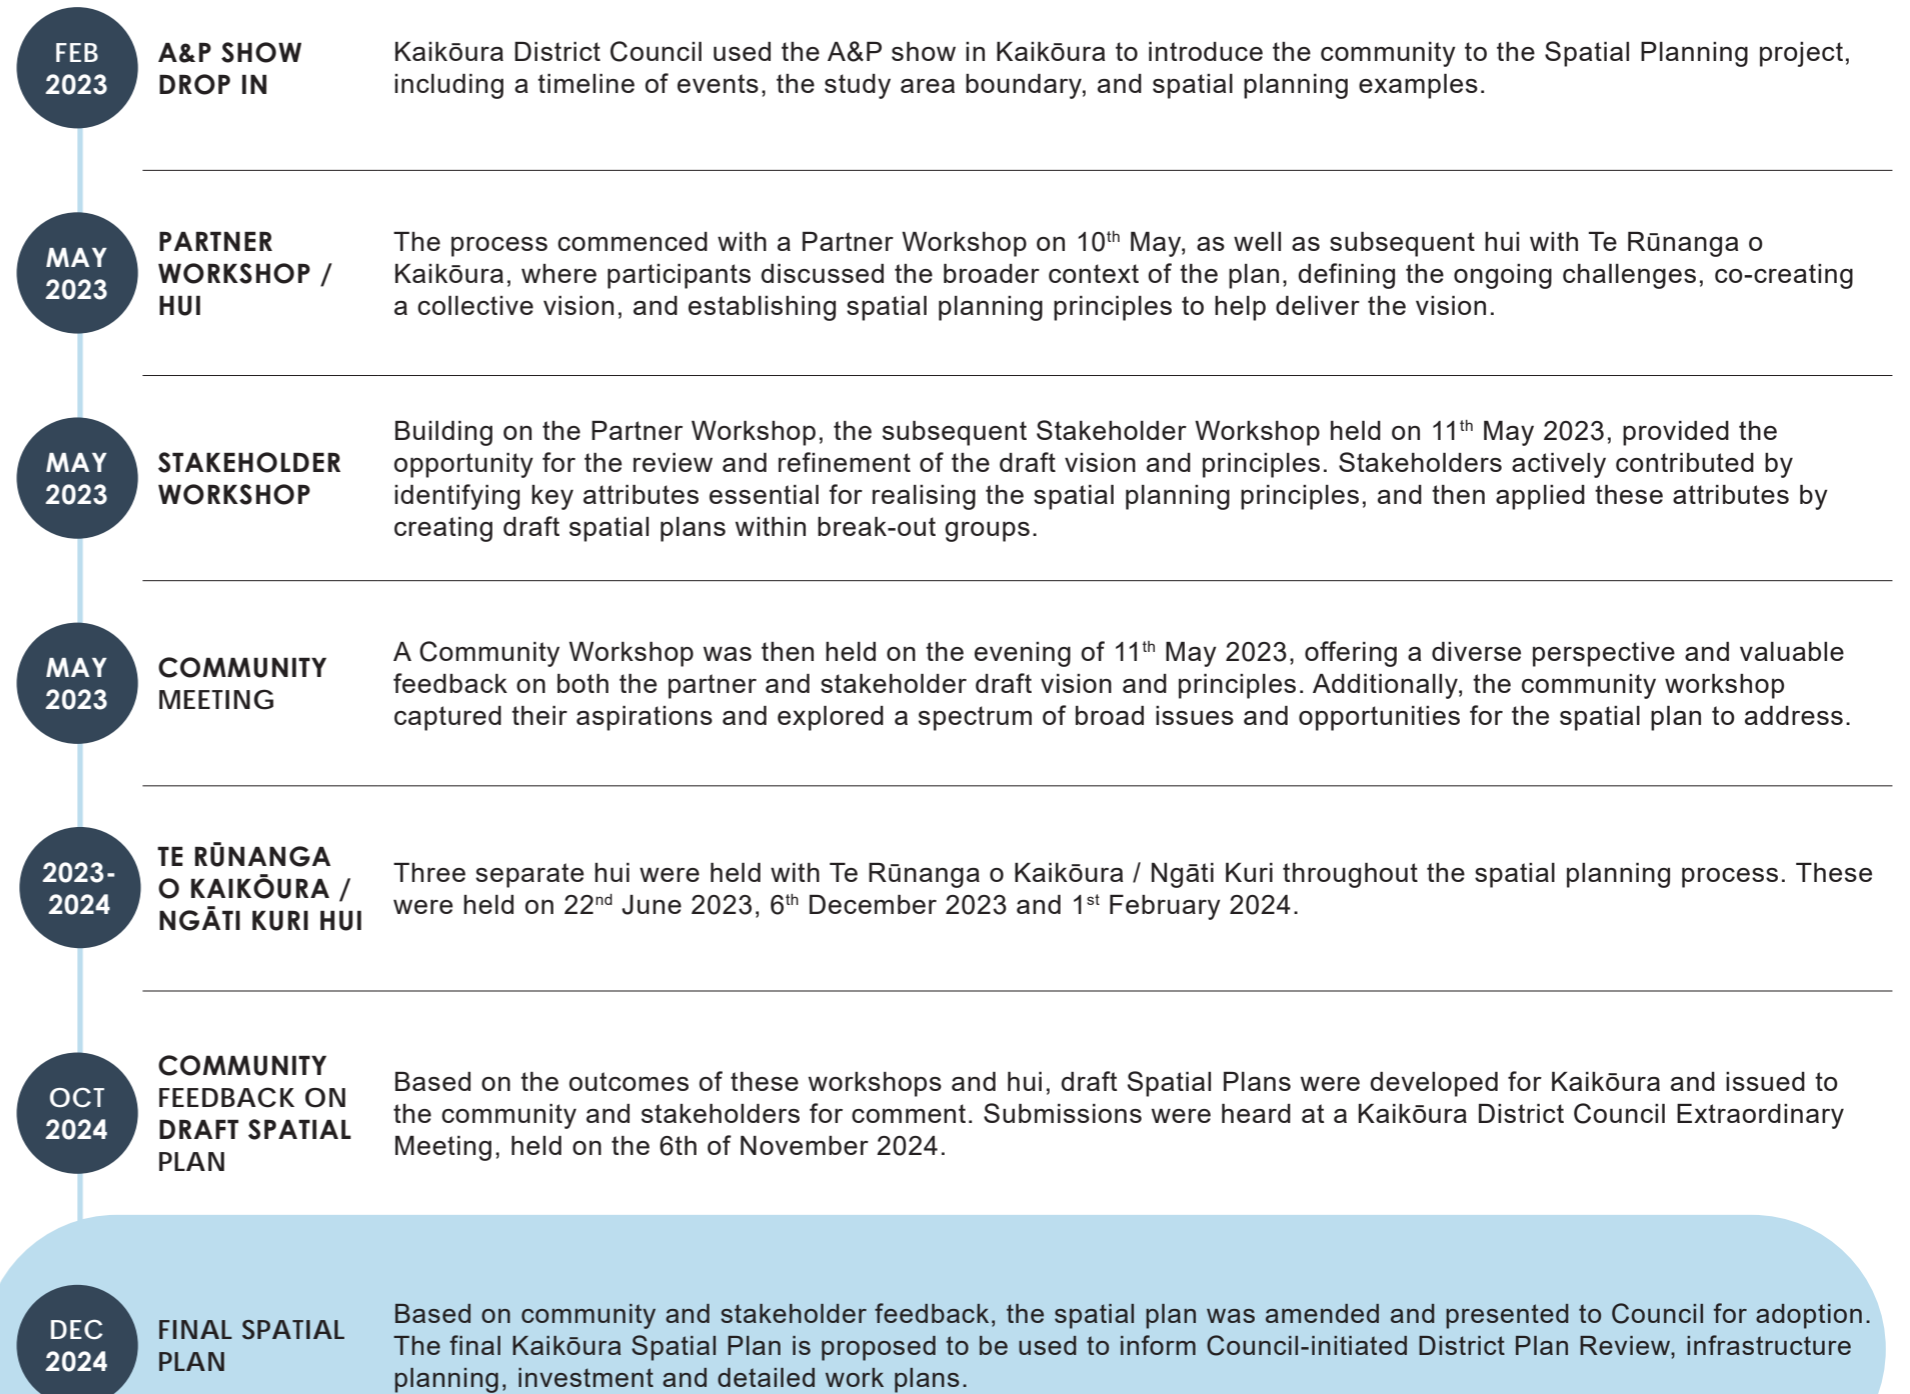 FEB
2023
A&P SHOW
DROP IN
Kaikōura District Council used the A&P show in Kaikōura to introduce the community to the Spatial Planning project,
including a timeline of events, the study area boundary, and spatial planning examples.
MAY
2023
PARTNER
WORKSHOP /
HUI
The process commenced with a Partner Workshop on 10th May, as well as subsequent hui with Te Rūnanga o
Kaikōura, where participants discussed the broader context of the plan, defining the ongoing challenges, co-creating
a collective vision, and establishing spatial planning principles to help deliver the vision.
MAY
2023
STAKEHOLDER
WORKSHOP
Building on the Partner Workshop, the subsequent Stakeholder Workshop held on 11th May 2023, provided the
opportunity for the review and refinement of the draft vision and principles. Stakeholders actively contributed by
identifying key attributes essential for realising the spatial planning principles, and then applied these attributes by
creating draft spatial plans within break-out groups.
MAY
2023
COMMUNITY
MEETING
A Community Workshop was then held on the evening of 11th May 2023, offering a diverse perspective and valuable
feedback on both the partner and stakeholder draft vision and principles. Additionally, the community workshop
captured their aspirations and explored a spectrum of broad issues and opportunities for the spatial plan to address.
2023-
2024
TE RŪNANGA
O KAIKŌURA /
NGĀTI KURI HUI
Three separate hui were held with Te Rūnanga o Kaikōura / Ngāti Kuri throughout the spatial planning process. These
were held on 22nd June 2023, 6th December 2023 and 1st February 2024.
OCT
2024
COMMUNITY
FEEDBACK ON
DRAFT SPATIAL
PLAN
Based on the outcomes of these workshops and hui, draft Spatial Plans were developed for Kaikōura and issued to
the community and stakeholders for comment. Submissions were heard at a Kaikōura District Council Extraordinary
Meeting, held on the 6th of November 2024.
DEC
2024
FINAL SPATIAL
PLAN
Based on community and stakeholder feedback, the spatial plan was amended and presented to Council for adoption.
The final Kaikōura Spatial Plan is proposed to be used to inform Council-initiated District Plan Review, infrastructure
planning, investment and detailed work plans.